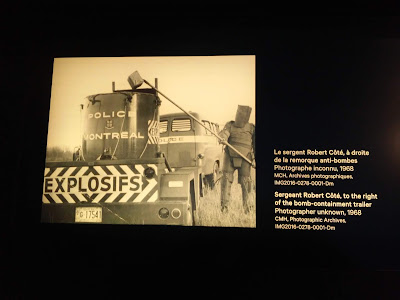 POLICE
MONTREAL
EXPLOSIFS
17541
1968
Le sergent Robert Côté, à droite
de la remorque anti-bombes
Photographe inconnu, 1968
MCH, Archives photographiques,
IMG2016-0278-0001-Dm
Sergeant Robert Côté, to the right
of the bomb-containment trailer
Photographer unknown, 1968
CMH, Photographic Archives,
IMG2016-0278-0001-Dm